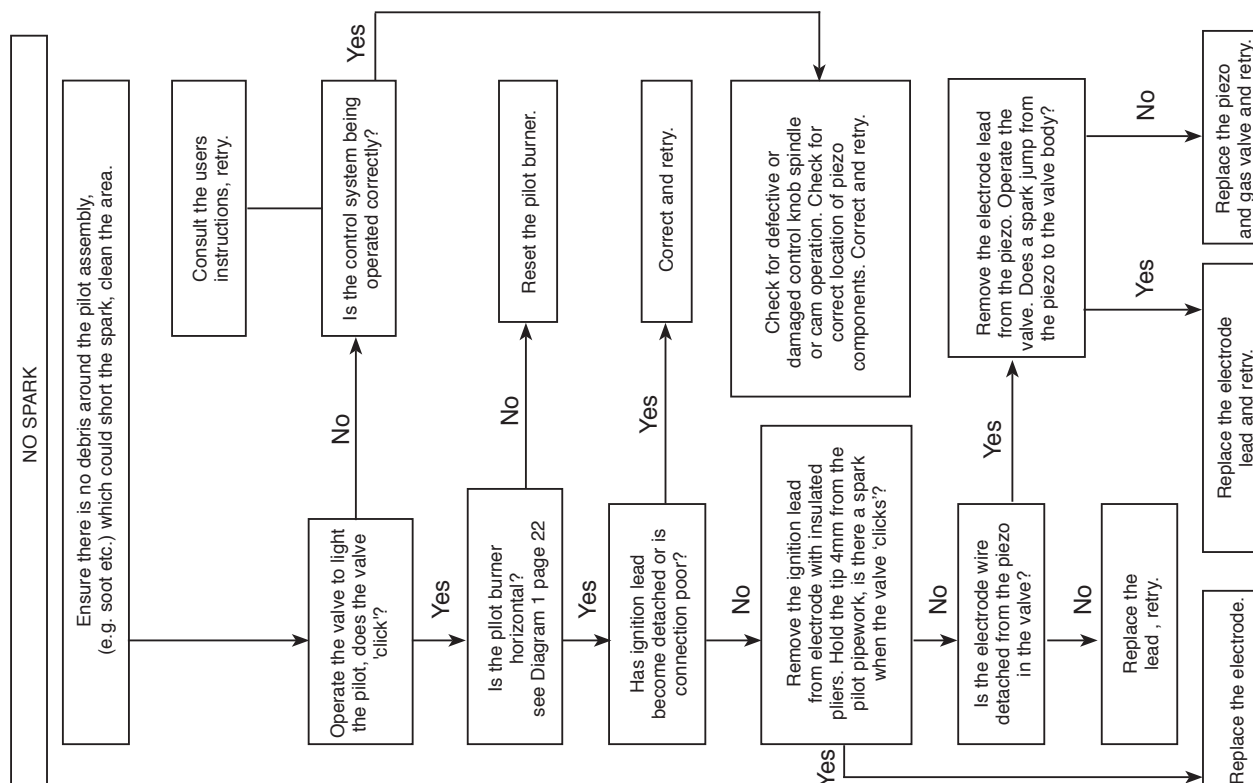 NO SPARK
Ensure there is no debris around the pilot assembly,
(e.g. soot etc.) which could short the spark, clean the area.
Consult the users
instructions, retry.
Operate the valve to light
the pilot, does the valve
'click'?
No
Is the control system being
operated correctly?
Yes
Yes
Is the pilot burner
horizontal?
see Diagram 1 page 22
No
Reset the pilot burner.
Yes
Has ignition lead
become detached or is
connection poor?
Yes
Correct and retry.
No
Remove the ignition lead
from electrode with insulated
pliers. Hold the tip 4mm from the
pilot pipework, is there a spark
when the valve 'clicks'?
Check for defective or
damaged control knob spindle
or cam operation. Check for
correct location of piezo
components. Correct and retry.
Yes
No
Is the electrode wire
detached from the piezo
in the valve?
Yes
Remove the electrode lead
from the piezo. Operate the
valve. Does a spark jump from
the piezo to the valve body?
No
Replace the
lead , retry.
Yes
No
Replace the electrode.
Replace the electrode
lead and retry.
Replace the piezo
and gas valve and retry.